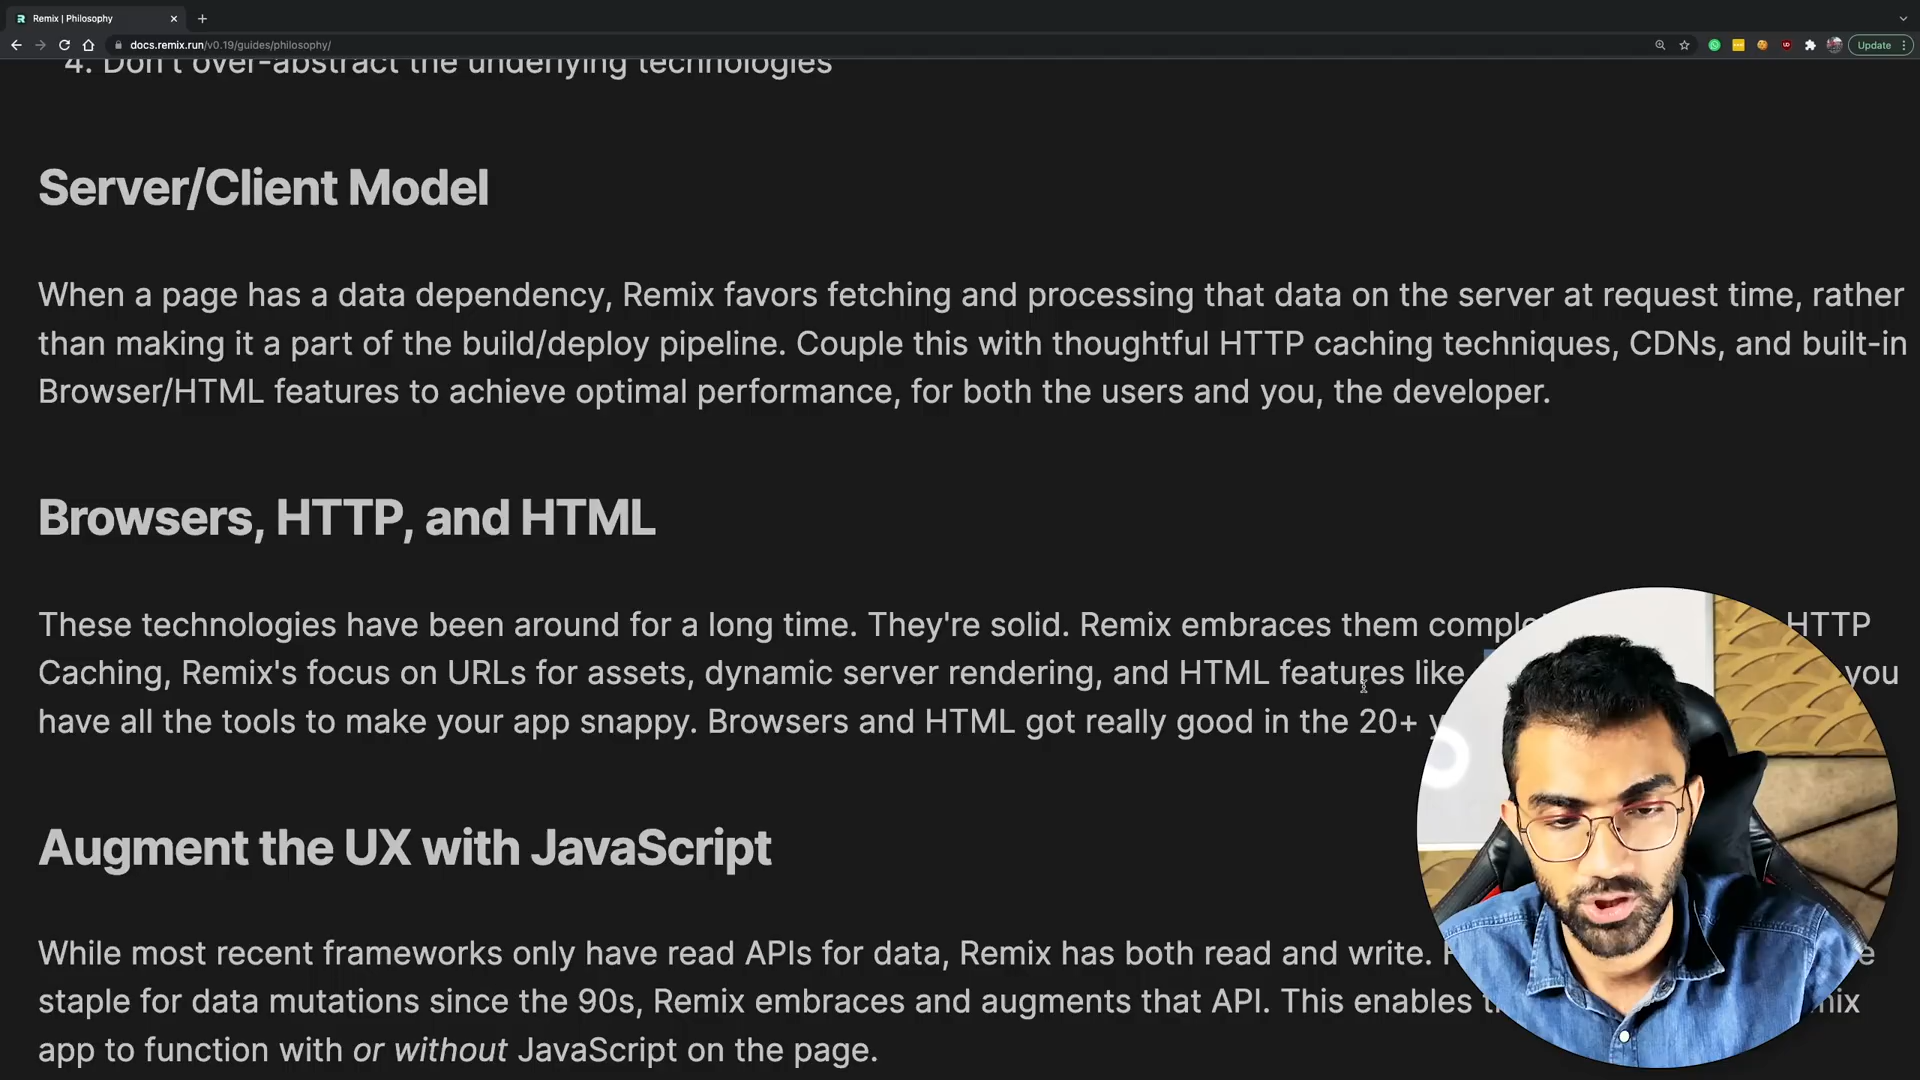 Remix | Philosophy
docs.remix.run/v0.19/guides/philosophy/
Update
4. Don't over-abstract the underlying technologies
Server/Client Model
When a page has a data dependency, Remix favors fetching and processing that data on the server at request time, rather
than making it a part of the build/deploy pipeline. Couple this with thoughtful HTTP caching techniques, CDNs, and built-in
Browser/HTML features to achieve optimal performance, for both the users and you, the developer.
Browsers, HTTP, and HTML
These technologies have been around for a long time. They're solid. Remix embraces them HTTP
Caching, Remix's focus on URLs for assets, dynamic server rendering, and HTML features like you
have all the tools to make your app snappy. Browsers and HTML got really good in the 20+
Augment the UX with JavaScript
While most recent frameworks only have read APIs for data, Remix has both read and write.
staple for data mutations since the 90s, Remix embraces and augments that API. This enables
app to function with or without JavaScript on the page.